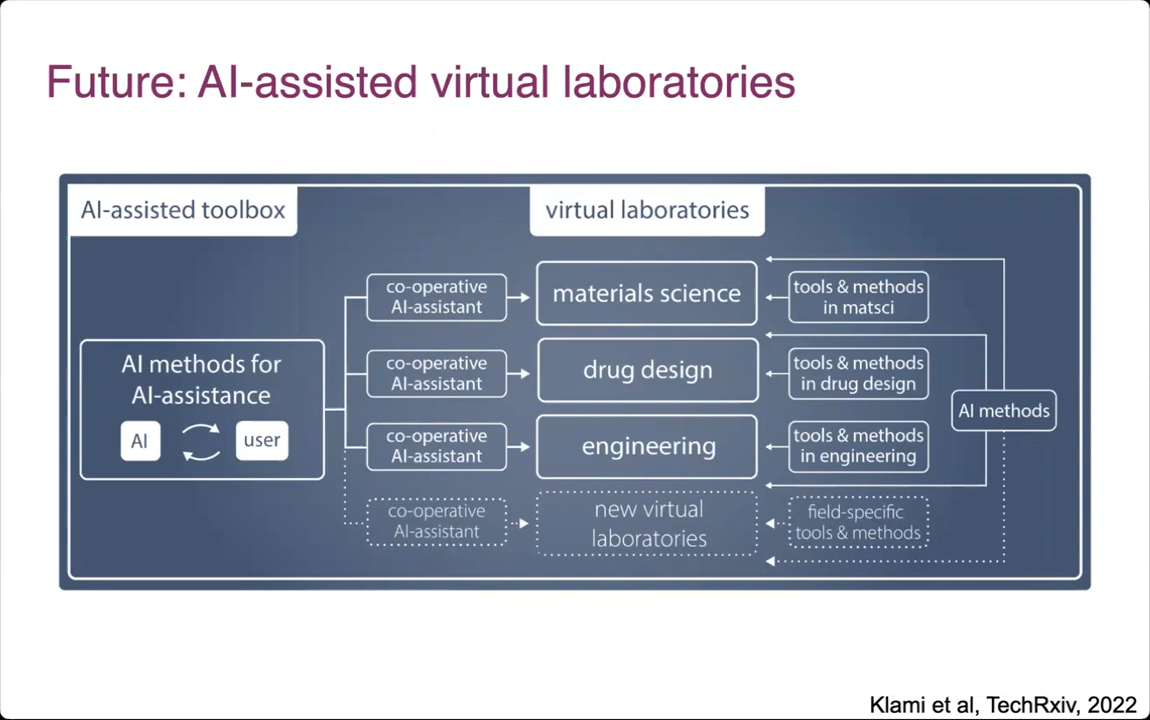 Future: AI-assisted virtual laboratories
AI-assisted toolbox
virtual laboratories
AI methods for
AI-assistance
AI
user
co-operative
AI-assistant
materials science
tools & methods
in matsci
co-operative
AI-assistant
drug design
tools & methods
in drug design
AI methods
co-operative
AI-assistant
engineering
tools & methods
in engineering
co-operative
AI-assistant
new virtual
laboratories
field-specific
tools & methods
Klami et al, TechRxiv, 2022